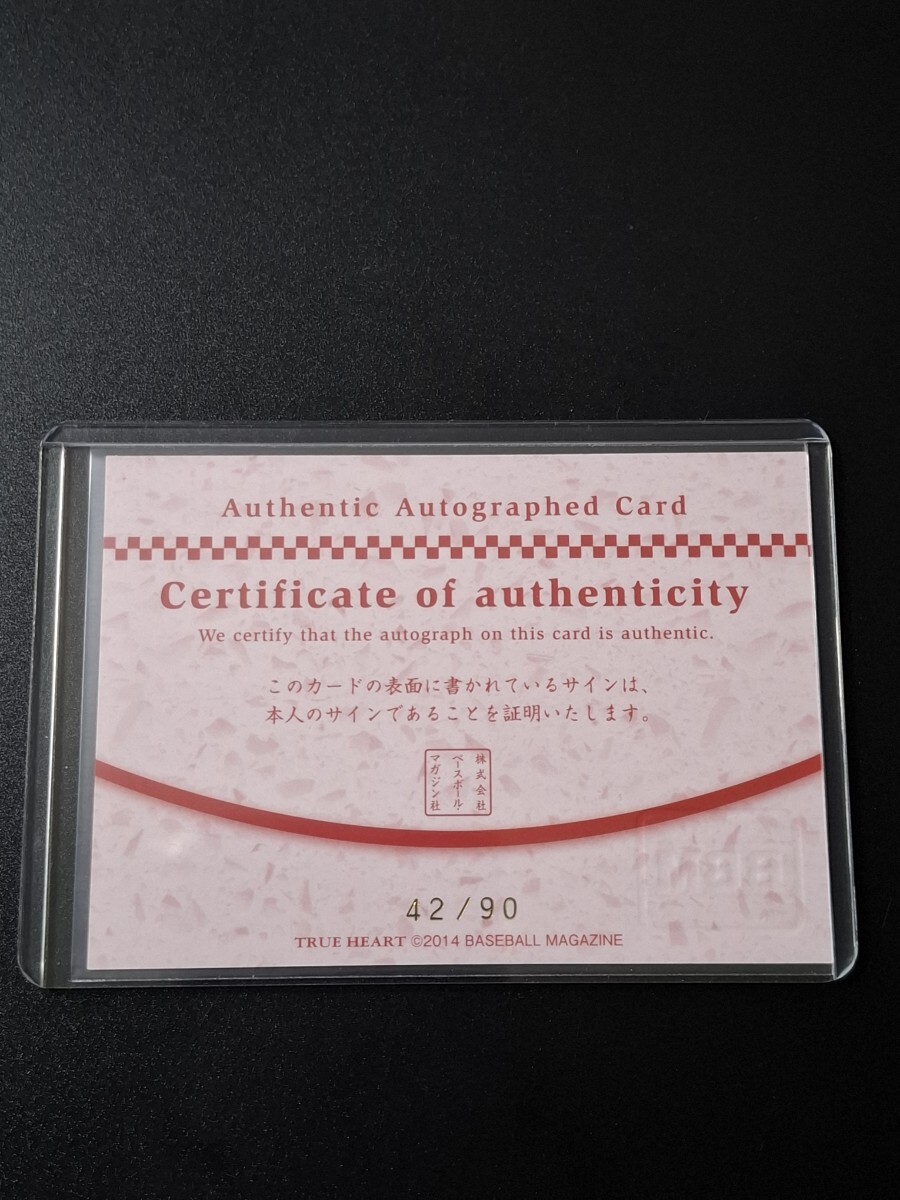 Authentic Autographed Card
Certificate of authenticity
We certify that the autograph on this card is authentic.
このカードの表面に書かれているサインは、
本人のサインであることを証明いたします。
株式会社
ベースボール・
マガジン社
42/90
TRUE HEART ©2014 BASEBALL MAGAZINE